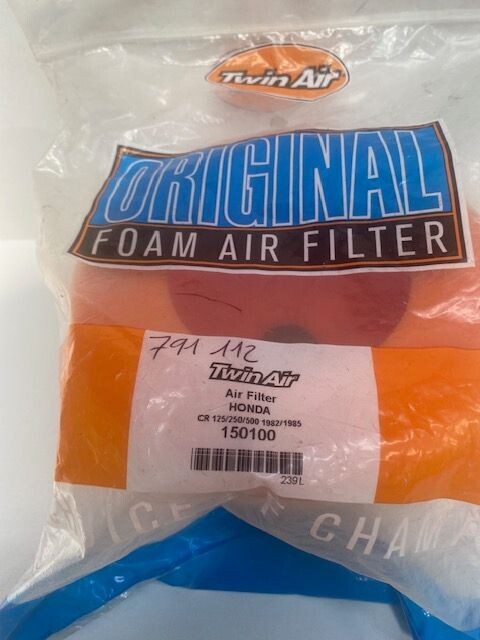 Twin Air
ORIGINAL
FOAM AIR FILTER
791 112
Twin Air
Air Filter
HONDA
CR 125/250/500 1982/1985
150100
239L